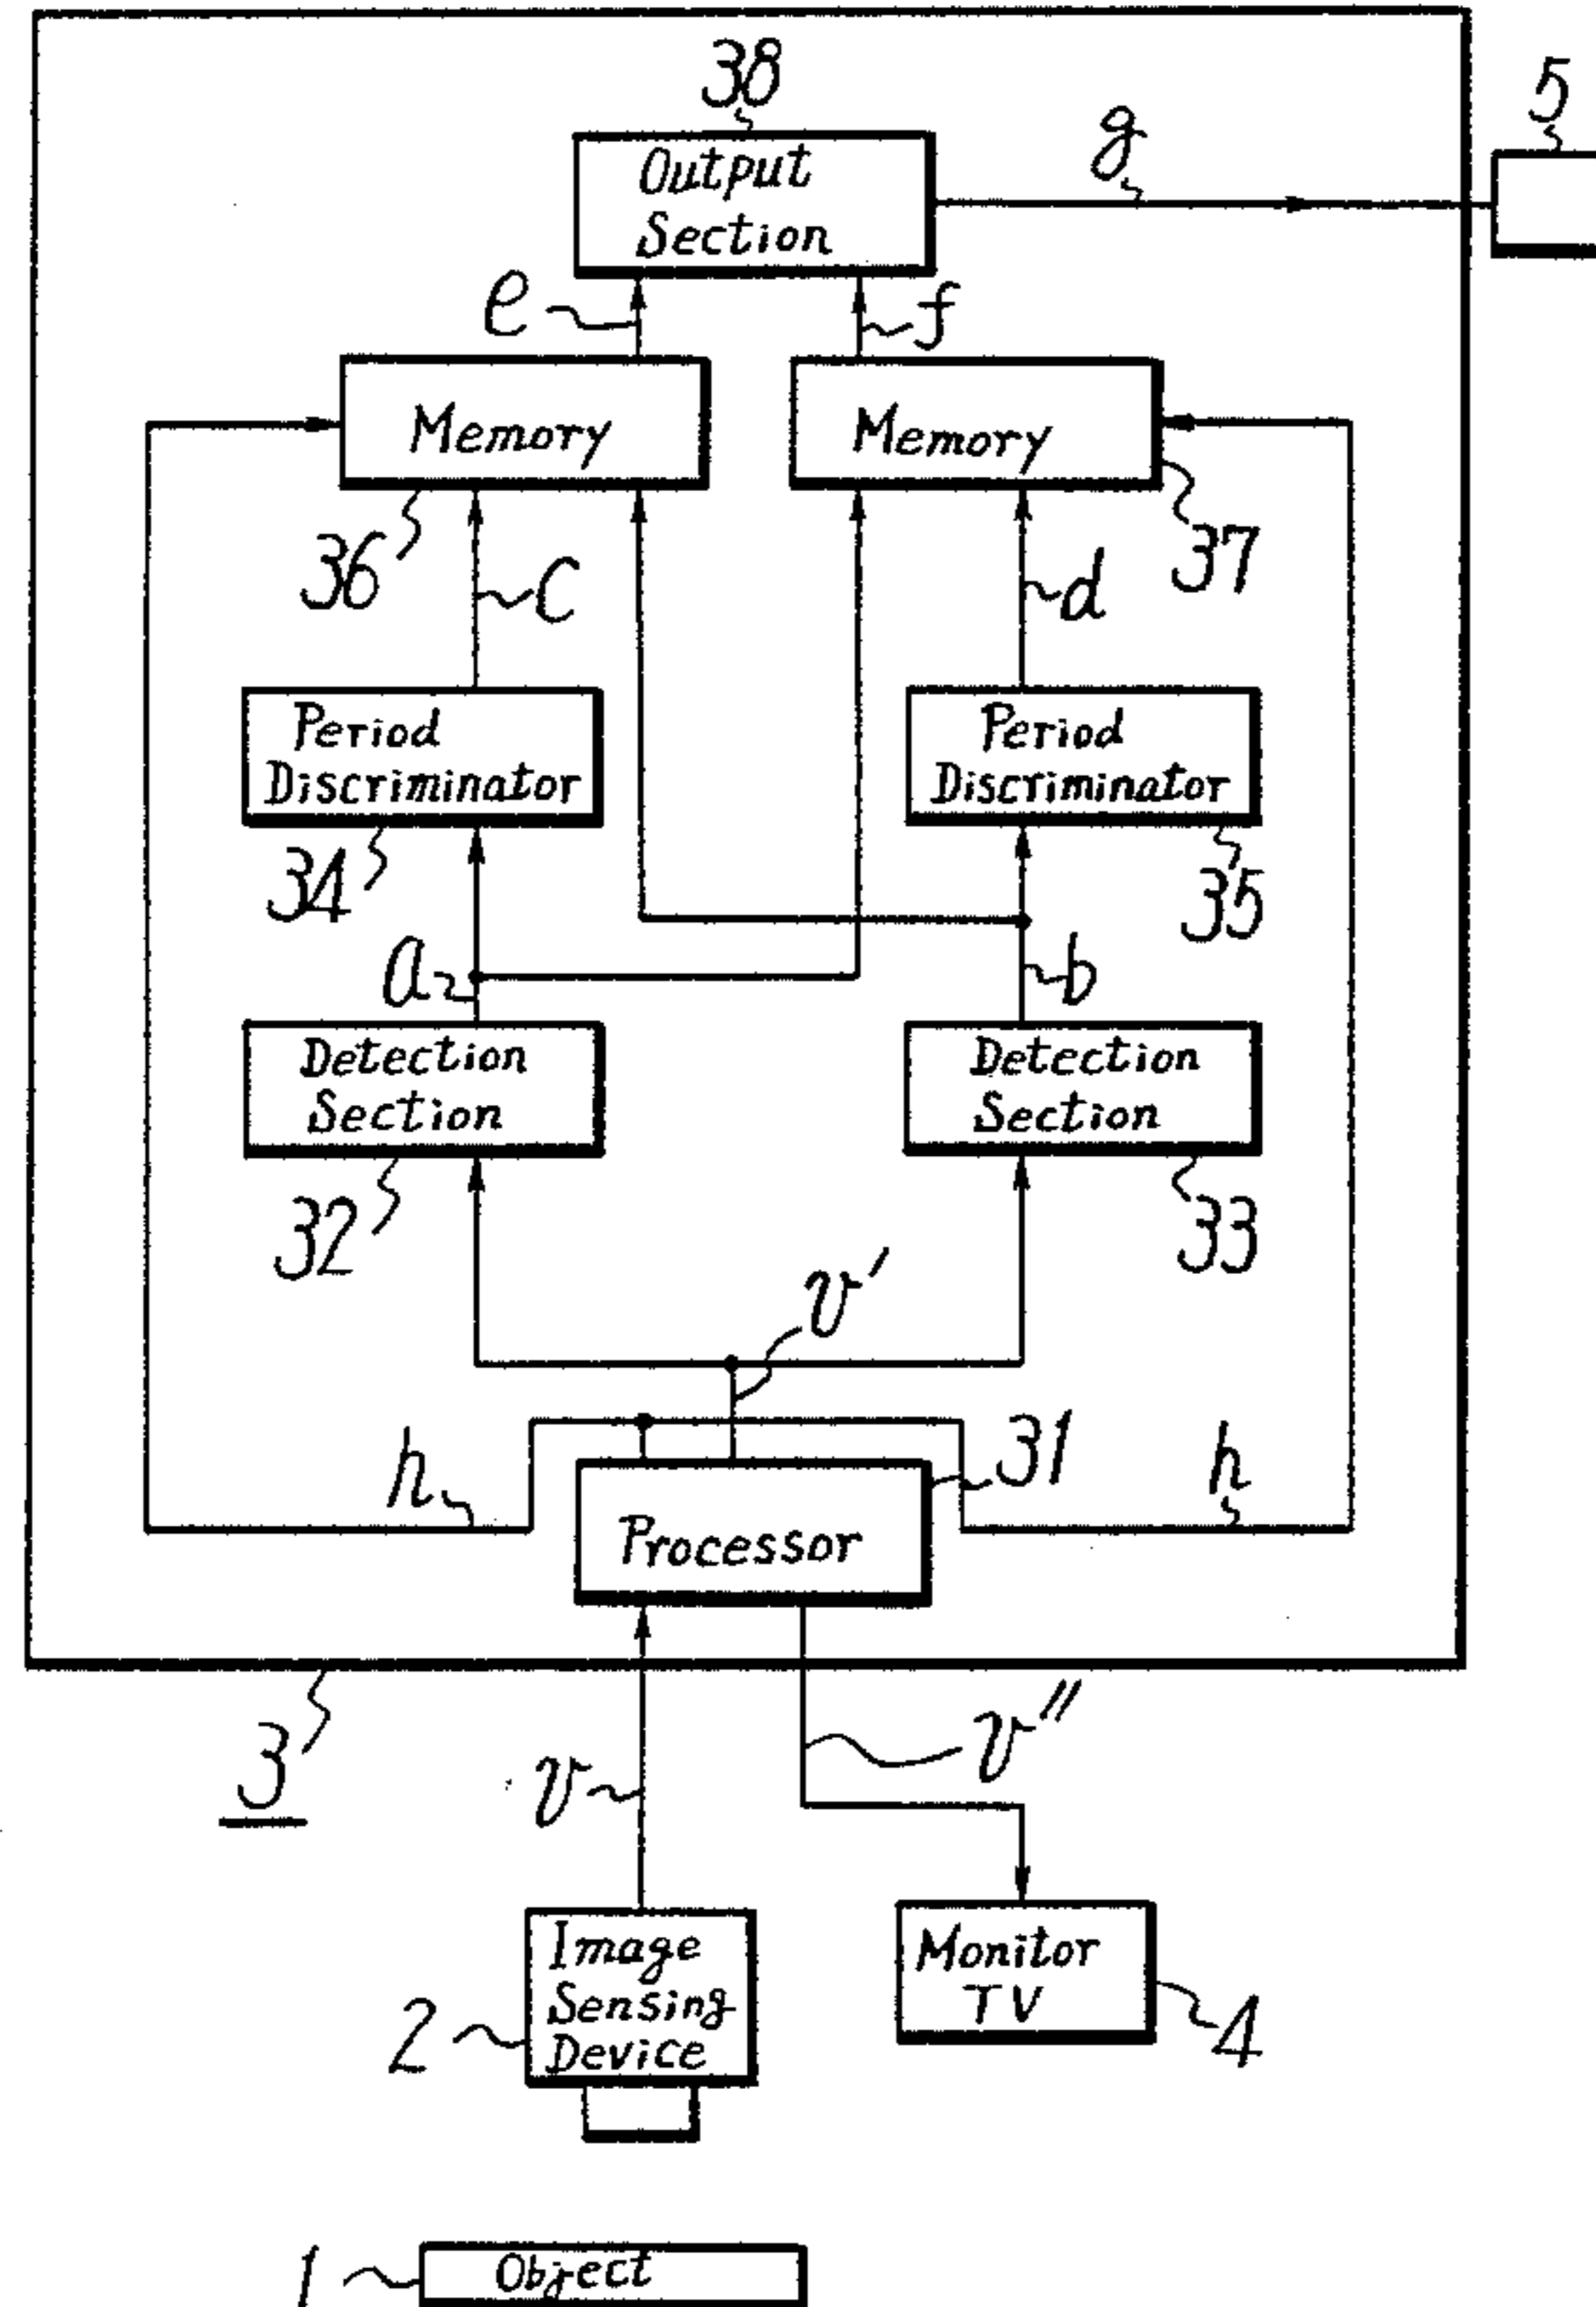 38
5
g
Output
Section
e
f
Memory
Memory
36
37
c
d
Period
Discriminator
Period
Discriminator
34
35
a
b
Detection
Section
Detection
Section
32
33
v'
h
31
h
Processor
3
v
v"
Image
Sensing
Device
Monitor
TV
2
4
1
Object